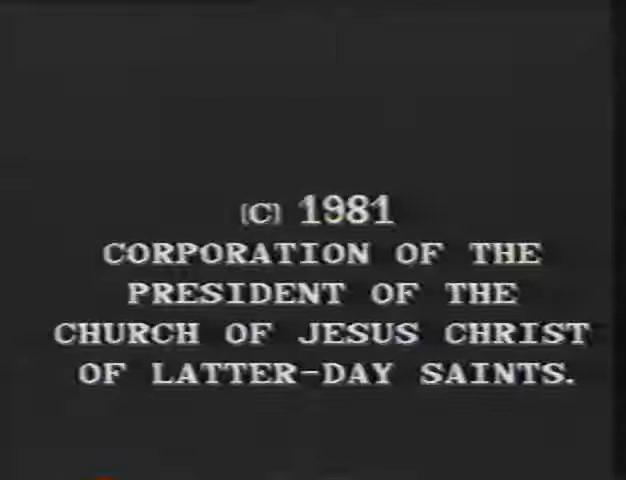 (C) 1981
CORPORATION OF THE
PRESIDENT OF THE
CHURCH OF JESUS CHRIST
OF LATTER-DAY SAINTS.